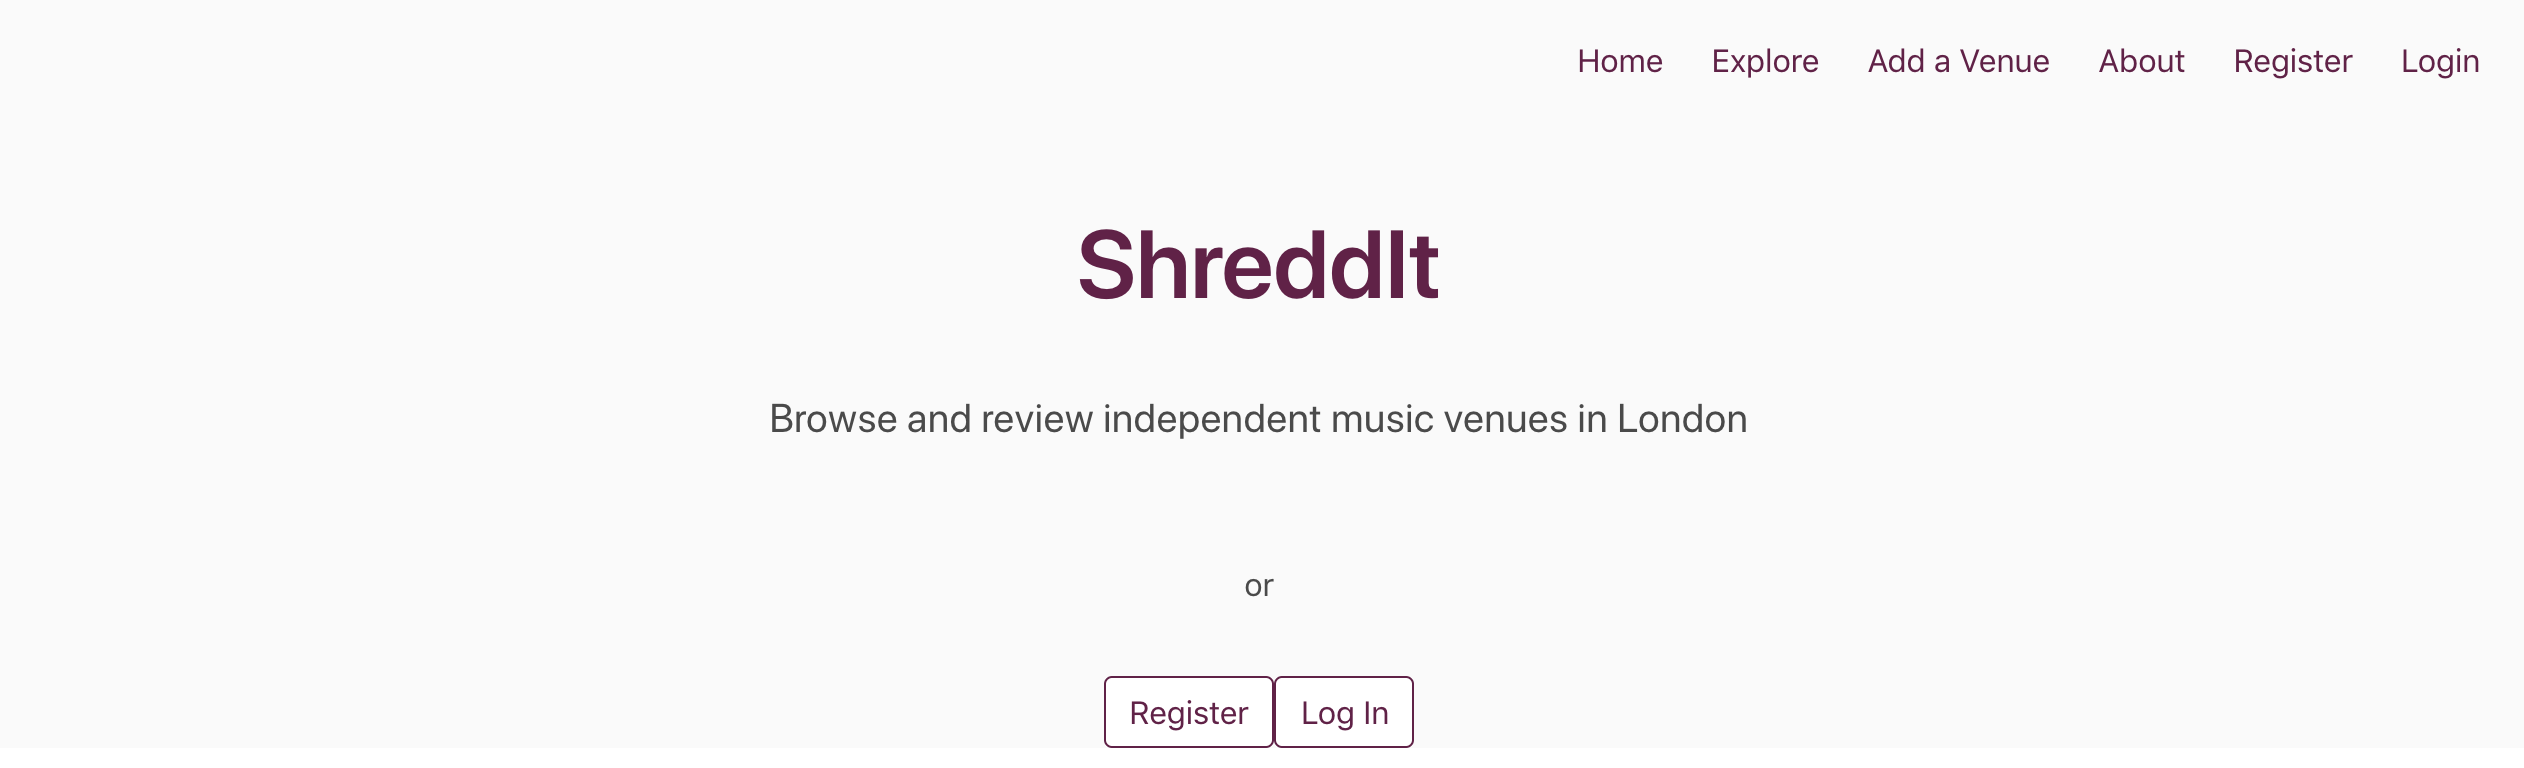 Home Explore Add a Venue About Register Login
ShreddIt
Browse and review independent music venues in London
or
Register Log In